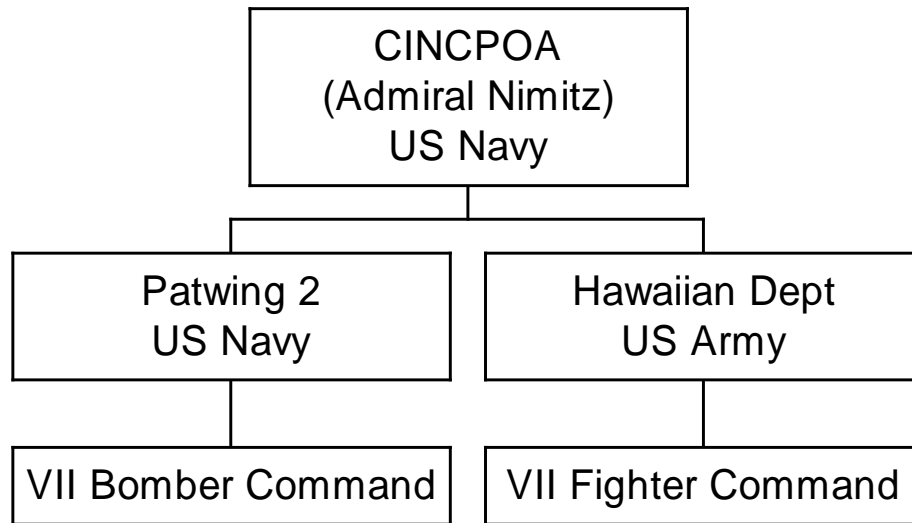 CINCPOA
(Admiral Nimitz)
US Navy
Patwing 2
US Navy
Hawaiian Dept
US Army
VII Bomber Command
VII Fighter Command